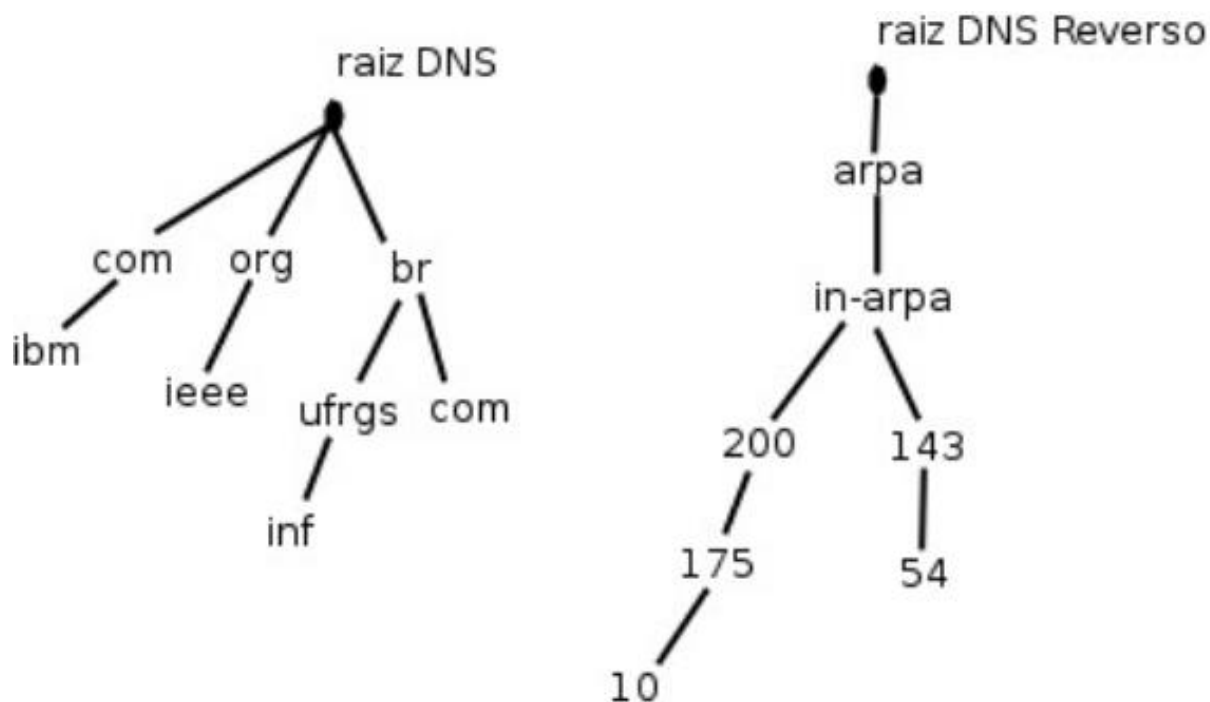 raiz DNS
com
org
br
ibm
ieee
ufrgs
com
inf
raiz DNS Reverso
arpa
in-arpa
200
143
175
54
10